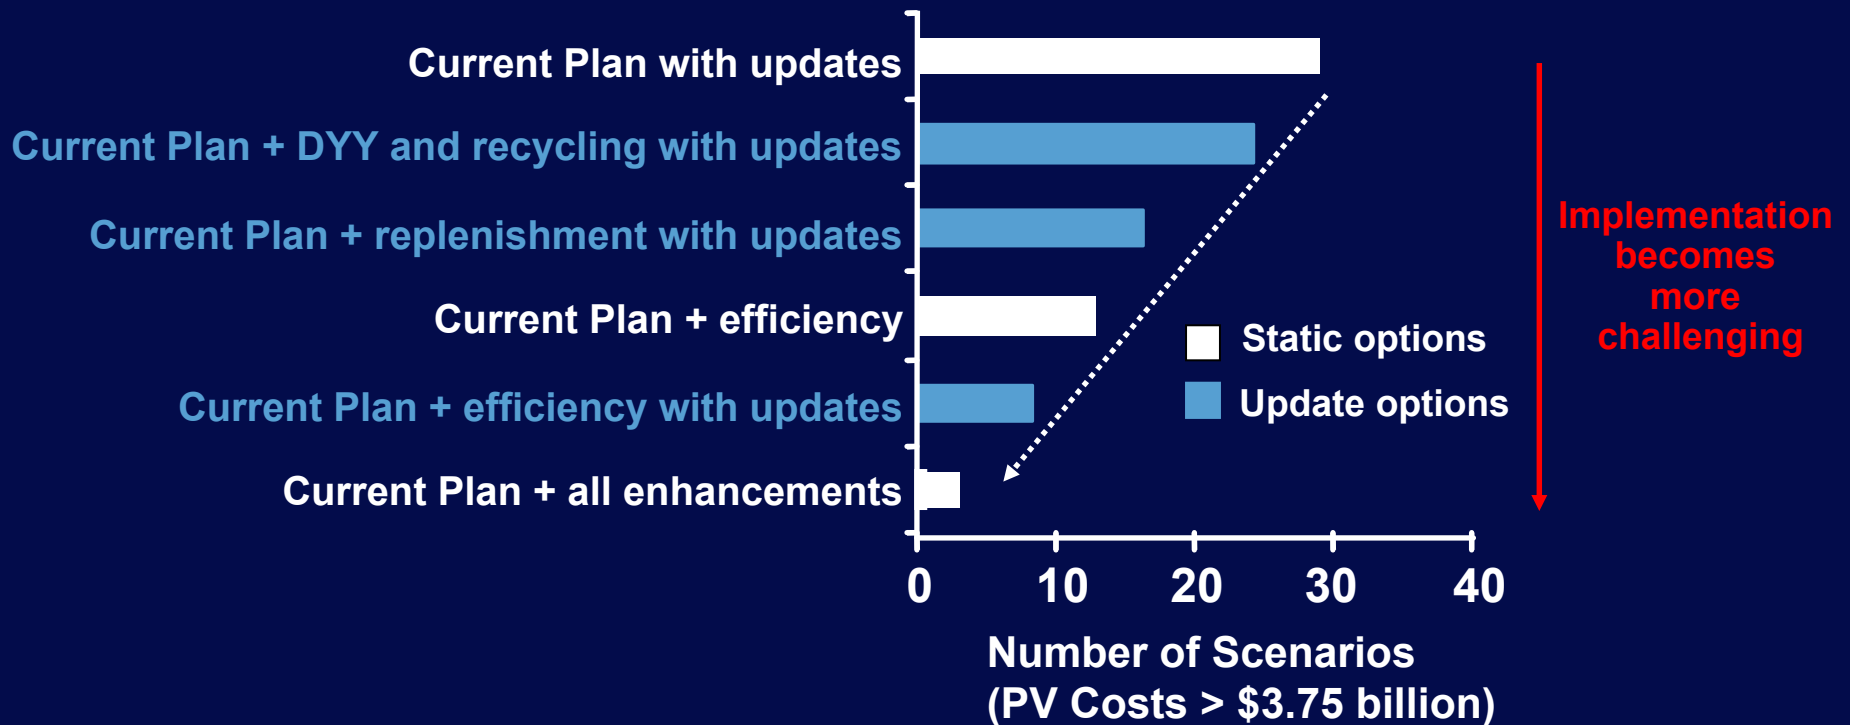 Current Plan with updates
Current Plan + DYY and recycling with updates
Current Plan + replenishment with updates
Current Plan + efficiency
Current Plan + efficiency with updates
Current Plan + all enhancements
Static options
Update options
Implementation
becomes
more
challenging
0 10 20 30 40
Number of Scenarios
(PV Costs > $3.75 billion)